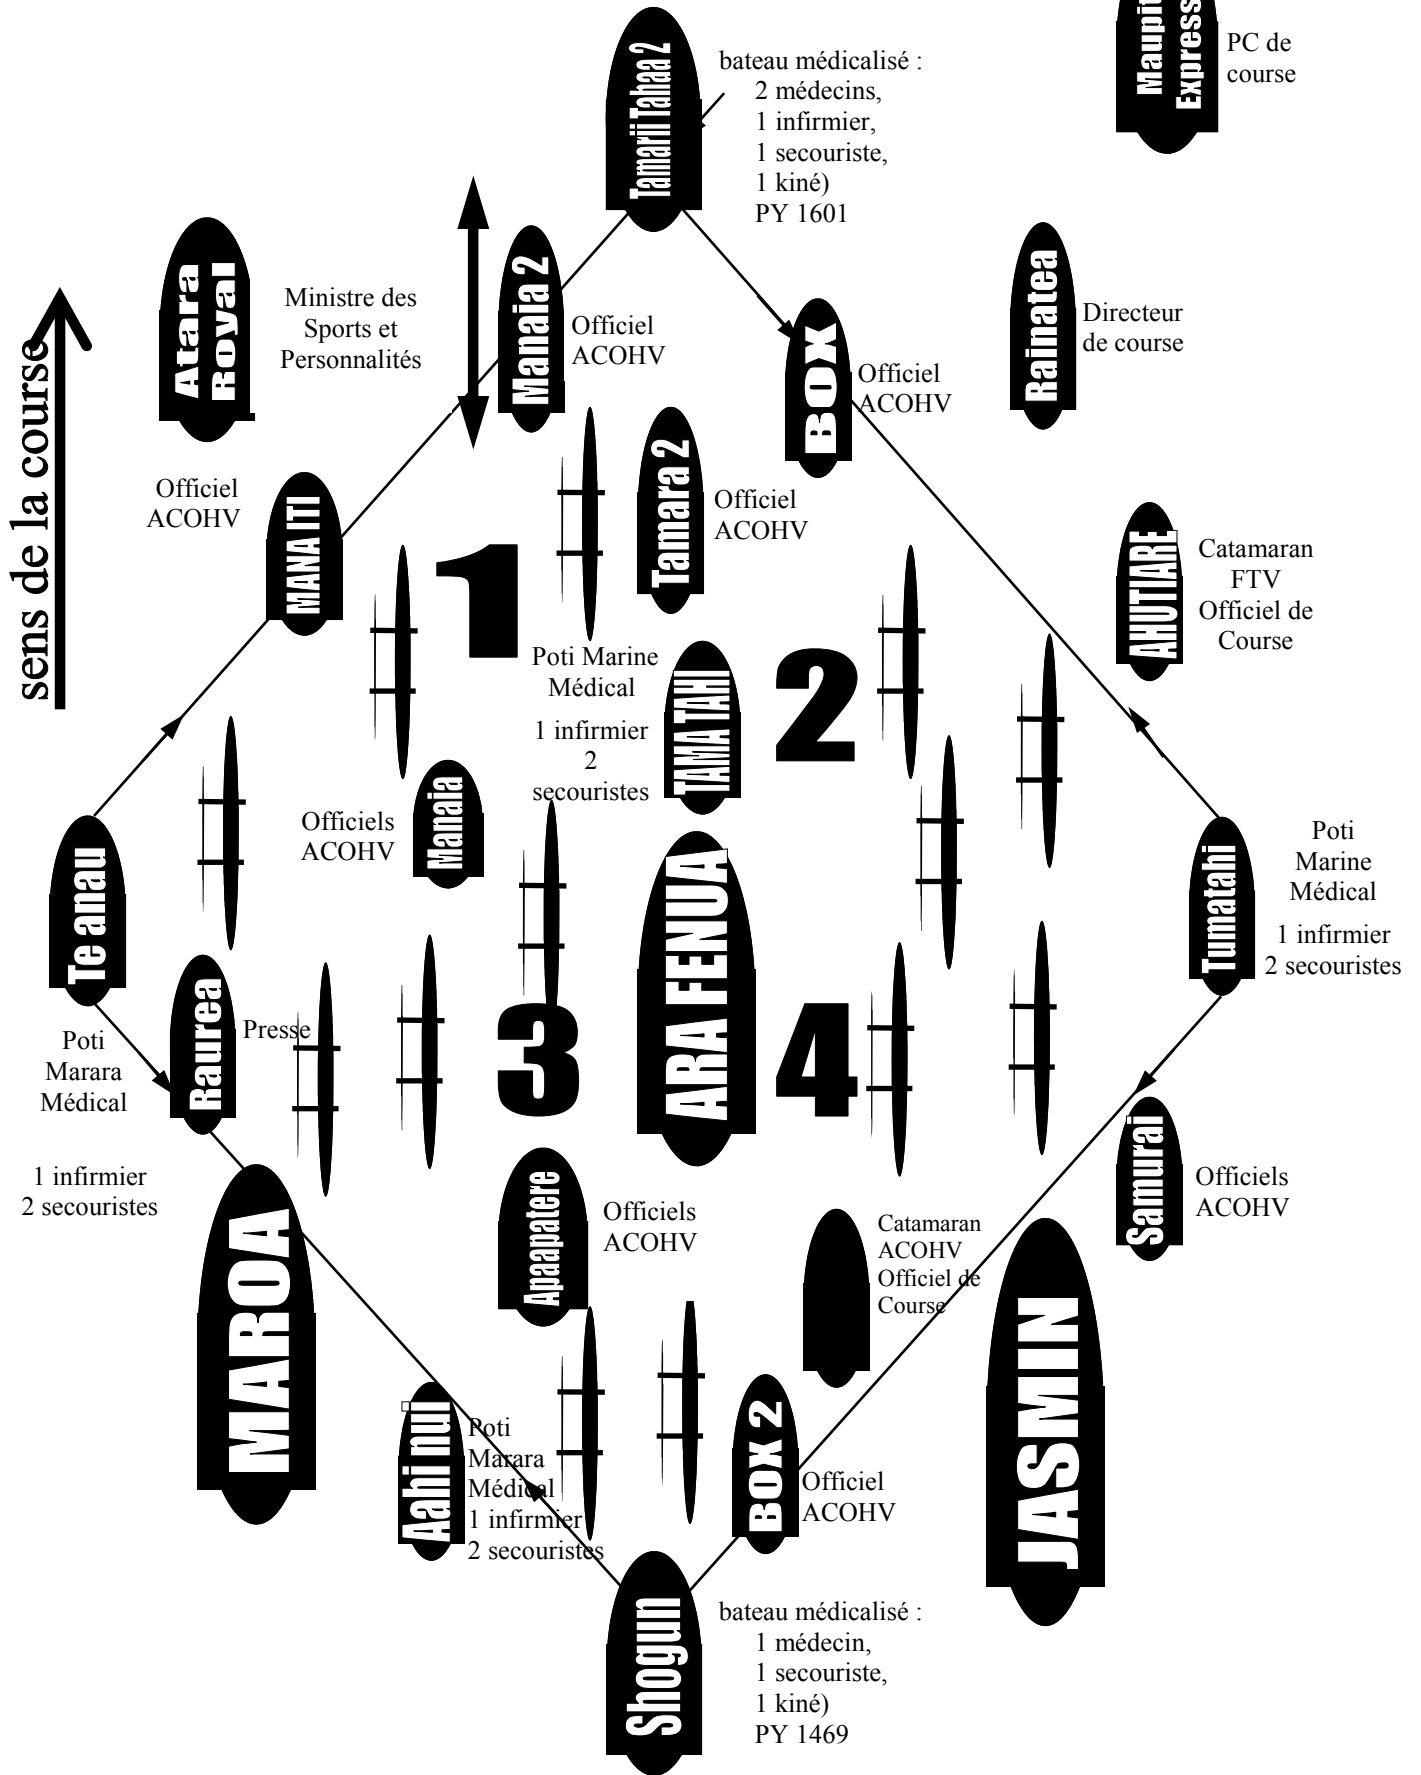 Maupit
Express
PC de
course
Tamarii Tahaa 2
bateau médicalisé :
2 médecins,
1 infirmier,
1 secouriste,
1 kiné)
PY 1601
sens de la course
Atara
Royal
Ministre des
Sports et
Personnalités
Manaia 2
Officiel
ACOHV
BOX
Officiel
ACOHV
Rainatea
Directeur
de course
Officiel
ACOHV
MANA ITI
1
Tamara 2
Officiel
ACOHV
AHUTIARE
Catamaran
FTV
Officiel de
Course
Poti Marine
Médical
1 infirmier
2
secouristes
TAMA TAHI
2
Officiels
ACOHV
Manaia
Te anau
Poti
Marara
Médical
1 infirmier
2 secouristes
Raurea
Presse
3
ARA FENUA
4
Tumatahi
Poti
Marine
Médical
1 infirmier
2 secouristes
MAROA
Apaapatere
Officiels
ACOHV
Catamaran
ACOHV
Officiel de
Course
Samurai
Officiels
ACOHV
JASMIN
Aahi nui
Poti
Marara
Médical
1 infirmier
2 secouristes
BOX 2
Officiel
ACOHV
Shogun
bateau médicalisé :
1 médecin,
1 secouriste,
1 kiné)
PY 1469